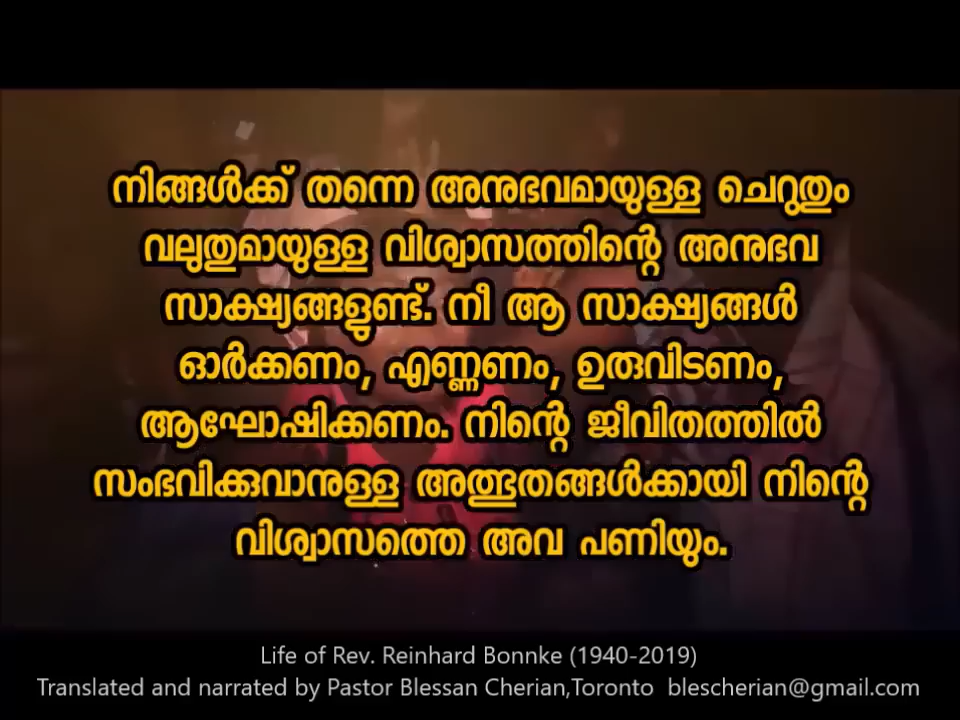 നിങ്ങൾക്ക് തന്നെ അനുഭവമായുള്ള ചെറുതും
വലുതുമായുള്ള വിശ്വാസത്തിന്റെ അനുഭവ
സാക്ഷ്യങ്ങളുണ്ട്. നീ ആ സാക്ഷ്യങ്ങൾ
ഓർക്കണം, എണ്ണണം, ഉരുവിടണം,
ആഘോഷിക്കണം. നിന്റെ ജീവിതത്തിൽ
സംഭവിക്കുവാനുള്ള അത്ഭുതങ്ങൾക്കായി നിന്റെ
വിശ്വാസത്തെ അവ പണിയും.
Life of Rev. Reinhard Bonnke (1940-2019)
Translated and narrated by Pastor Blessan Cherian,Toronto blescherian@gmail.com